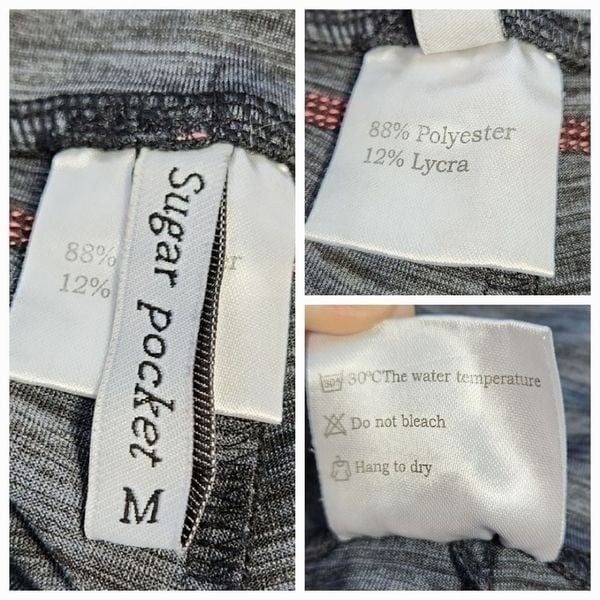 Sugar pocket M
88%
12%
r
88% Polyester
12% Lycra
30°CThe water temperature
Do not bleach
Hang to dry